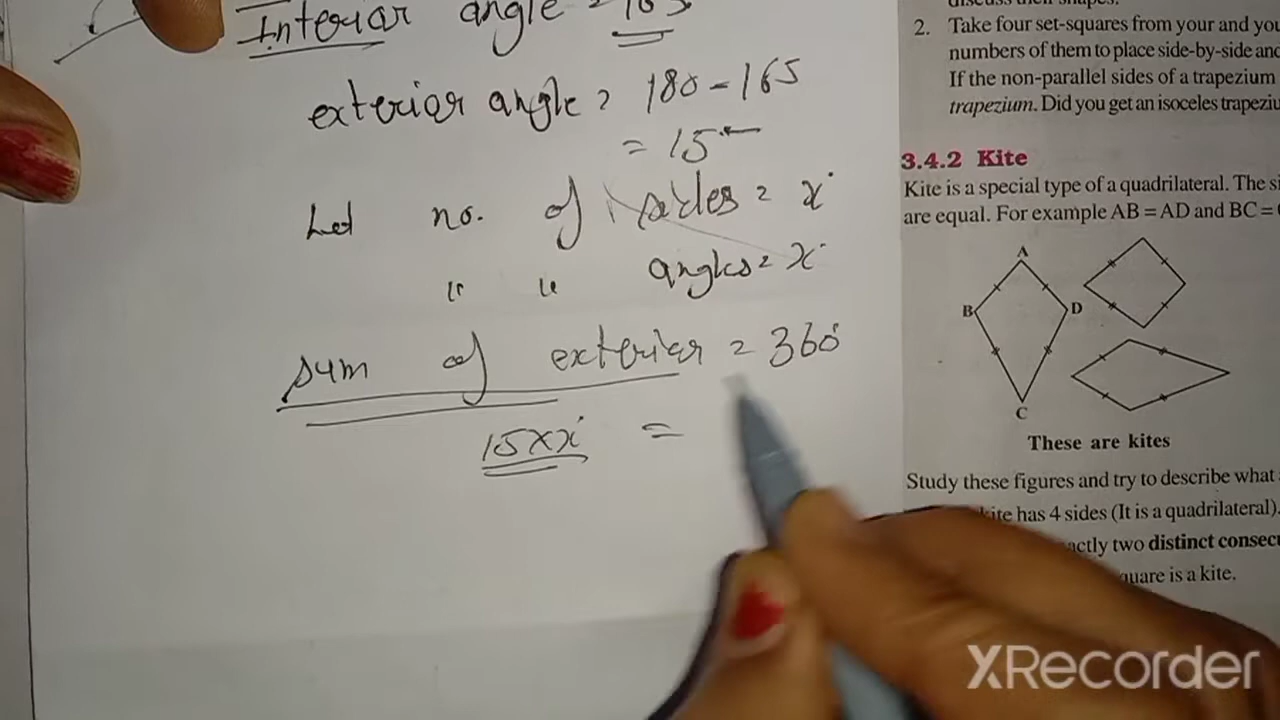 Interior angle = 165
exterior angle = 180 - 165
= 15
Let no. of sides = x
" " angles = x
sum of exterior = 360°
15 × x =
2. Take four set-squares from your and you
numbers of them to place side-by-side and
If the non-parallel sides of a trapezium
trapezium. Did you get an isoceles trapeziu
3.4.2 Kite
Kite is a special type of a quadrilateral. The si
are equal. For example AB = AD and BC =
A
B
D
C
These are kites
Study these figures and try to describe what
kite has 4 sides (It is a quadrilateral).
actly two distinct consec
quare is a kite.
XRecorder